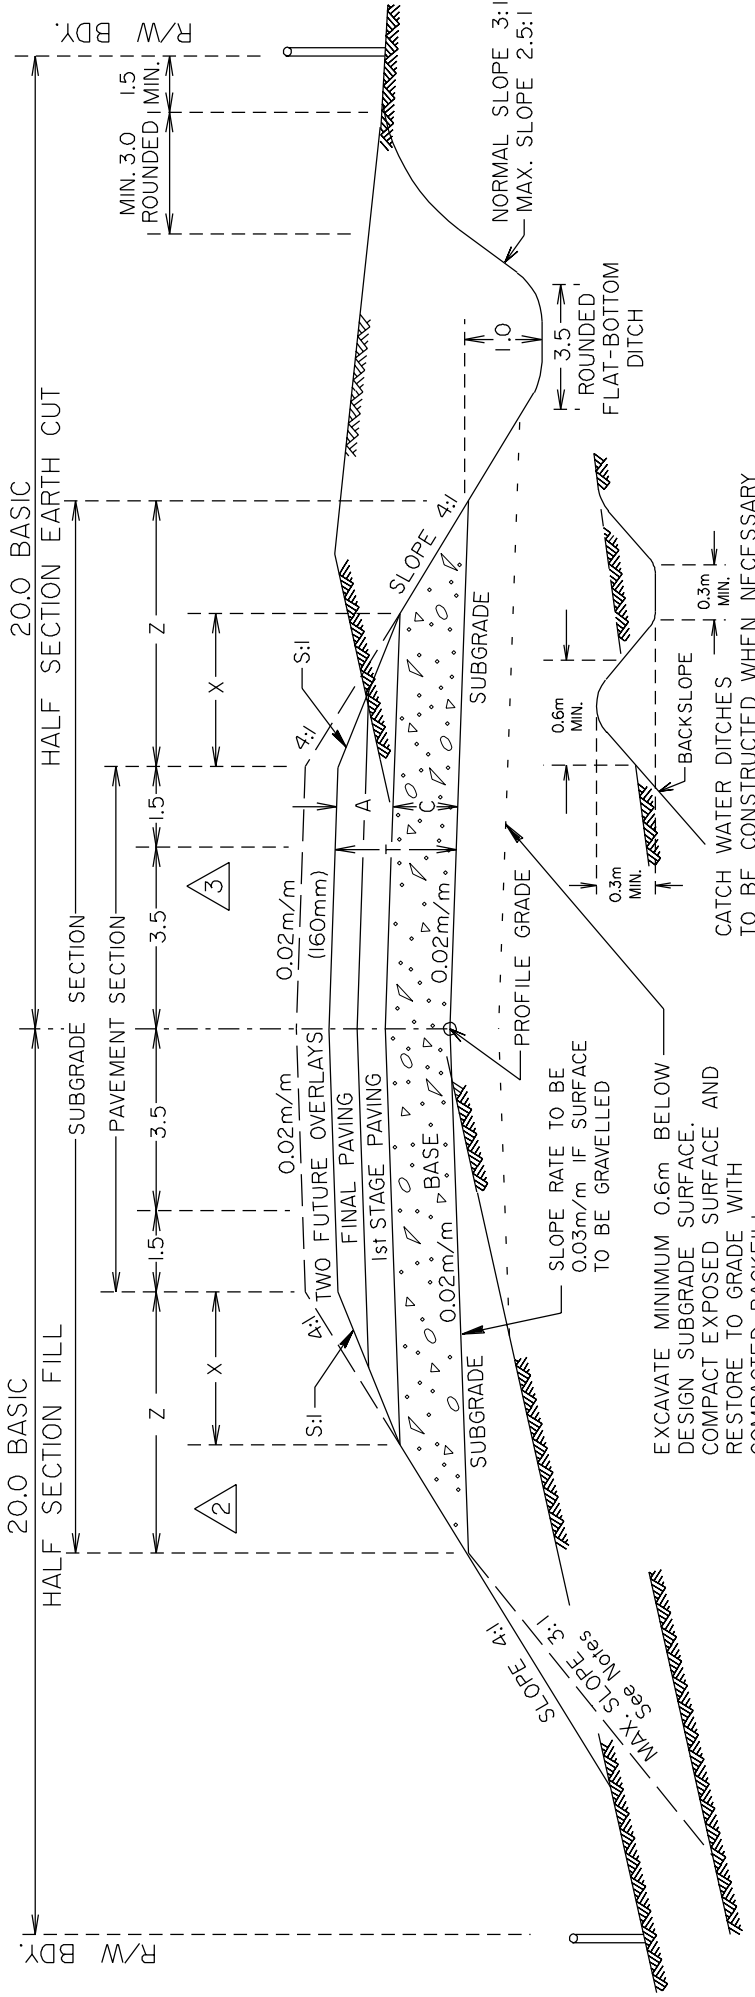 20.0 BASIC
HALF SECTION FILL
20.0 BASIC
HALF SECTION EARTH CUT
R/W BDY.
R/W BDY.
SUBGRADE SECTION
PAVEMENT SECTION
Z
1.5
3.5
3.5
1.5
Z
X
X
MIN. 3.0
ROUNDED
1.5
MIN.
2
3
0.02m/m
0.02m/m
(160mm)
4:1
4:1
S:1
S:1
TWO FUTURE OVERLAYS
FINAL PAVING
1st STAGE PAVING
BASE
A
C
0.02m/m
0.02m/m
SUBGRADE
SUBGRADE
SLOPE 4:1
SLOPE 4:1
MAX. SLOPE 3:1
See Notes
PROFILE GRADE
SLOPE RATE TO BE
0.03m/m IF SURFACE
TO BE GRAVELLED
NORMAL SLOPE 3:1
MAX. SLOPE 2.5:1
1.0
3.5
ROUNDED
FLAT-BOTTOM
DITCH
EXCAVATE MINIMUM 0.6m BELOW
DESIGN SUBGRADE SURFACE.
COMPACT EXPOSED SURFACE AND
RESTORE TO GRADE WITH
COMPACTED BACKFILL
0.3m
MIN.
0.6m
MIN.
0.3m
MIN.
BACKSLOPE
CATCH WATER DITCHES
TO BE CONSTRUCTED WHEN NECESSARY